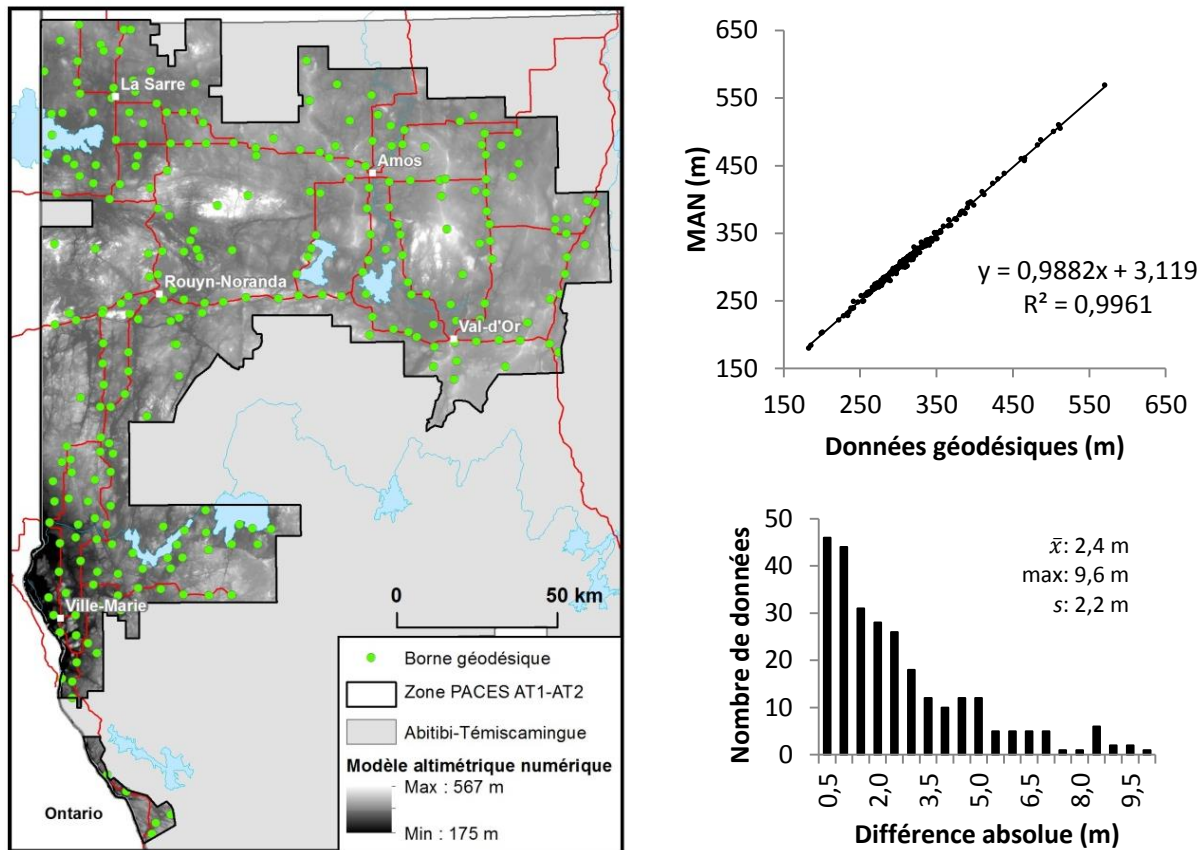 La Sarre
Amos
Rouyn-Noranda
Val-d'Or
Ville-Marie
Ontario
0 50 km
Borne géodésique
Zone PACES AT1-AT2
Abitibi-Témiscamingue
Modèle altimétrique numérique
Max : 567 m
Min : 175 m
650
550
450
350
250
150
MAN (m)
y = 0,9882x + 3,119
R² = 0,9961
150 250 350 450 550 650
Données géodésiques (m)
50
40
30
20
10
0
Nombre de données
x̄: 2,4 m
max: 9,6 m
s: 2,2 m
0,5 2,0 3,5 5,0 6,5 8,0 9,5
Différence absolue (m)